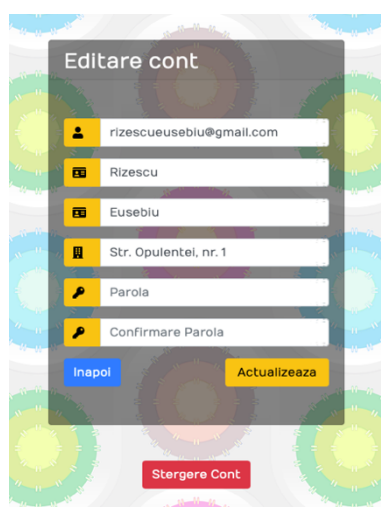 Editare cont
rizescueusebiu@gmail.com
Rizescu
Eusebiu
Str. Opulentei, nr. 1
Parola
Confirmare Parola
Inapoi
Actualizeaza
Stergere Cont